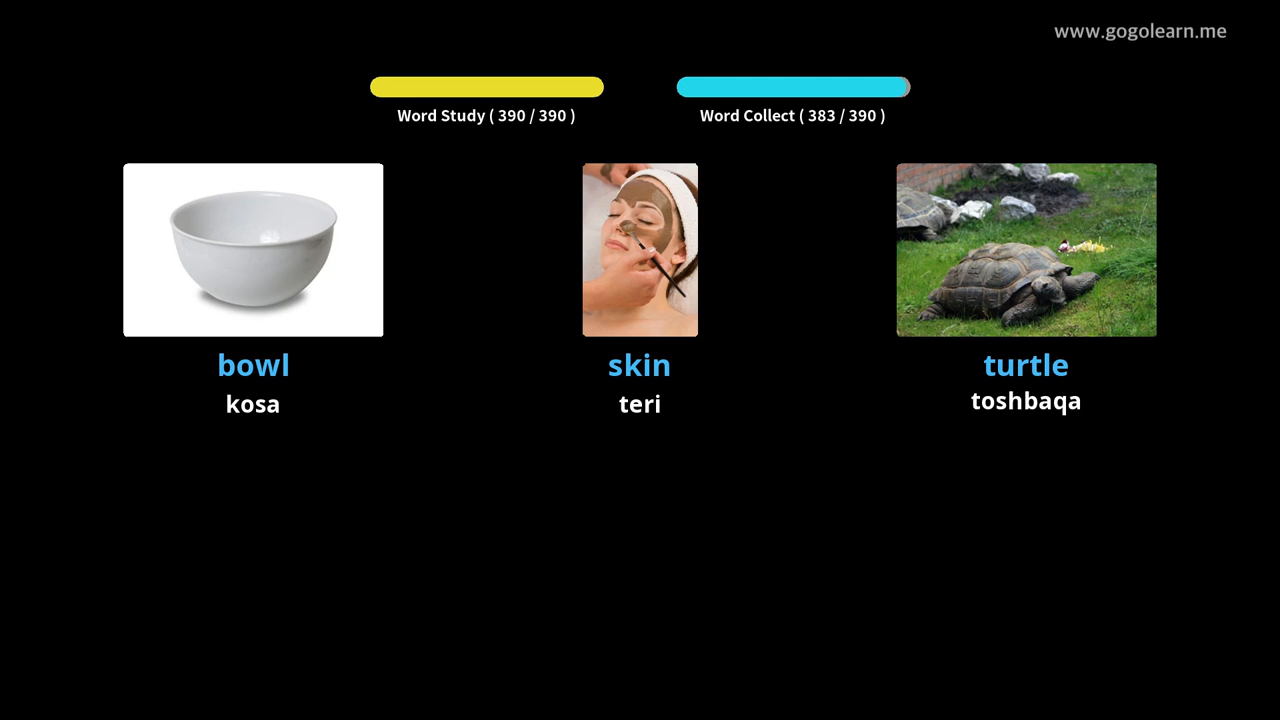 www.gogolearn.me
Word Study ( 390 / 390 )
Word Collect ( 383 / 390 )
bowl
kosa
skin
teri
turtle
toshbaqa